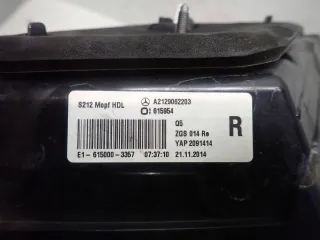 S212 Mopf HDL
A2129062203
615954
Q5
ZGS 014 Re
YAP 2091414
R
E1-615000-3357 07:37:10 21.11.2014